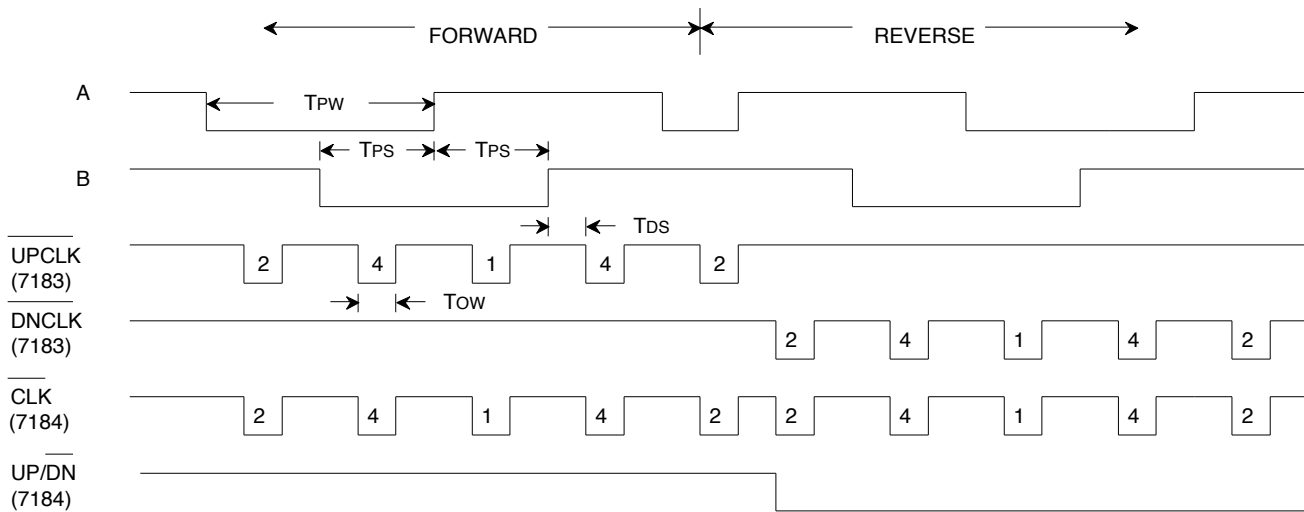 FORWARD REVERSE
A
TPW
TPS TPS
B
TDS
UPCLK
(7183)
2 4 1 4 2
TOW
DNCLK
(7183)
2 4 1 4 2
CLK
(7184)
2 4 1 4 2 2 4 1 4 2
UP/DN
(7184)